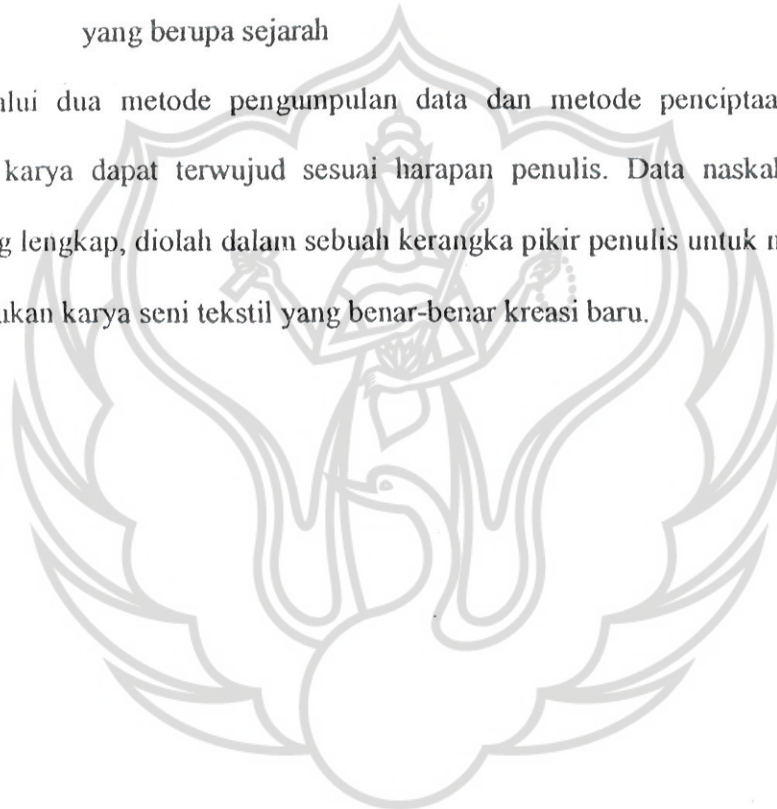 yang berupa sejarah
alui dua metode pengumpulan data dan metode penciptaa
karya dapat terwujud sesuai harapan penulis. Data naskal
g lengkap, diolah dalam sebuah kerangka pikir penulis untuk
ukan karya seni tekstil yang benar-benar kreasi baru.